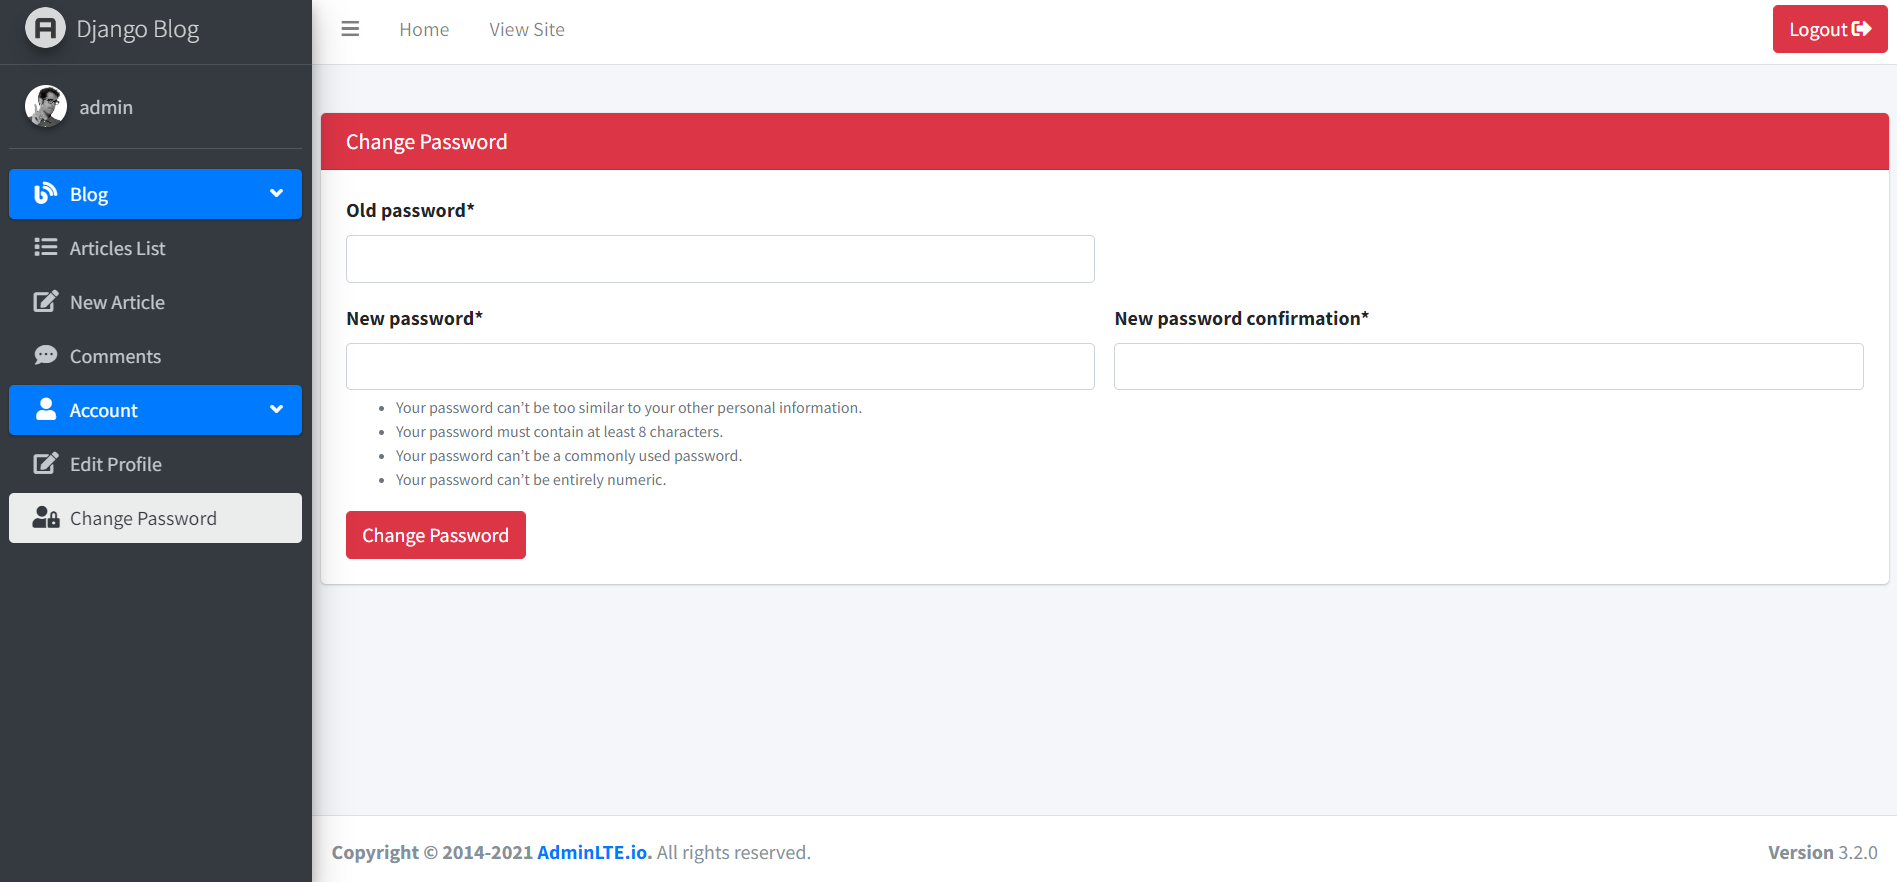 Django Blog
Home
View Site
Logout
admin
Blog
Articles List
New Article
Comments
Account
Edit Profile
Change Password
Change Password
Old password*
New password*
New password confirmation*
Your password can't be too similar to your other personal information.
Your password must contain at least 8 characters.
Your password can't be a commonly used password.
Your password can't be entirely numeric.
Change Password
Copyright © 2014-2021 AdminLTE.io. All rights reserved.
Version 3.2.0